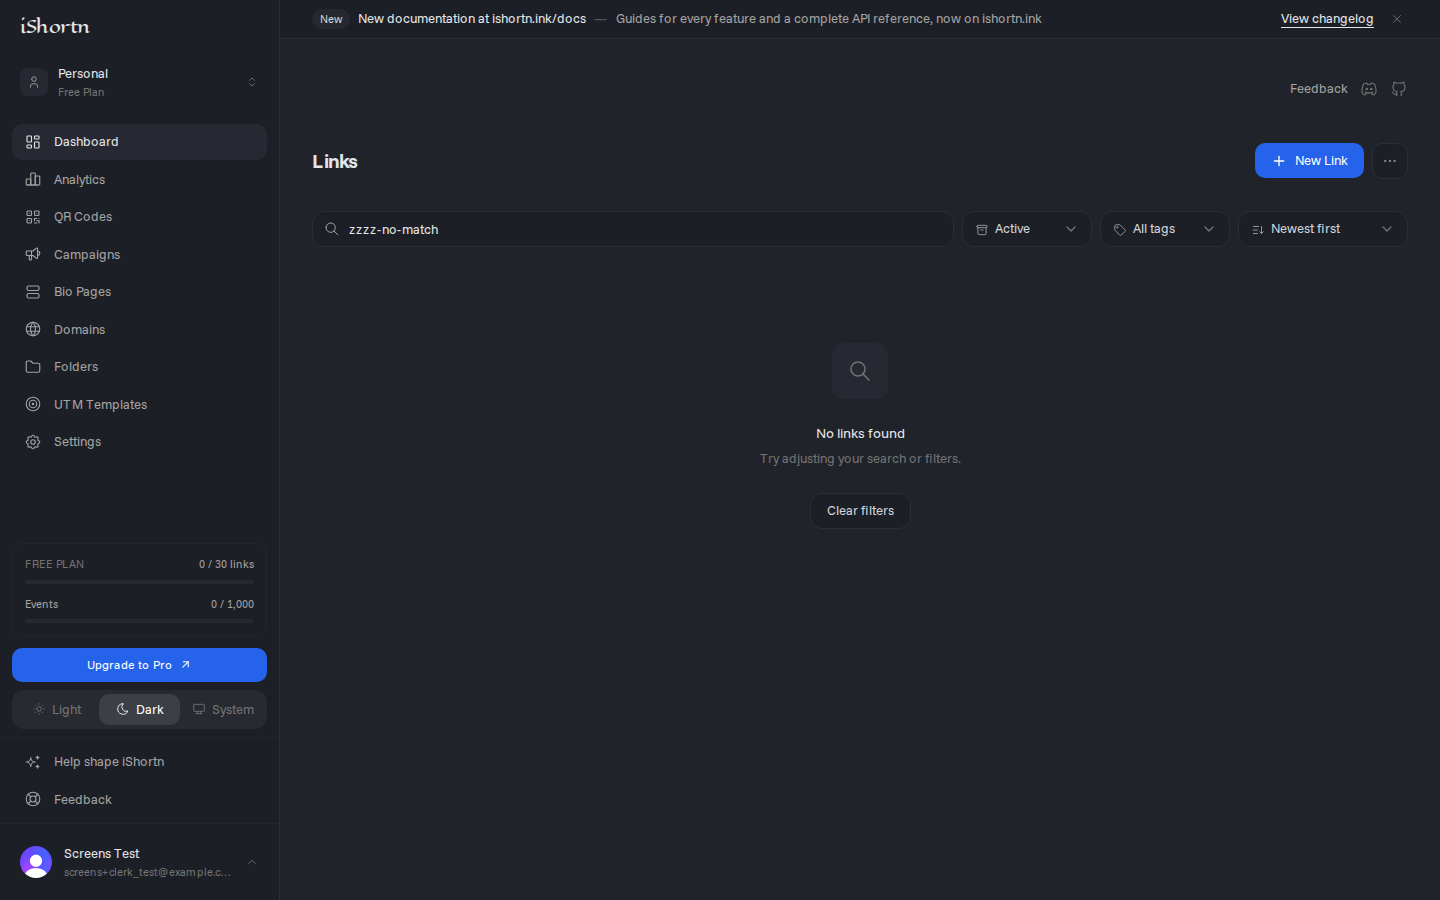 iShortn
Personal
Free Plan
Dashboard
Analytics
QR Codes
Campaigns
Bio Pages
Domains
Folders
UTM Templates
Settings
FREE PLAN 0 / 30 links
Events 0 / 1,000
Upgrade to Pro
Light Dark System
Help shape iShortn
Feedback
Screens Test
screens+clerk_test@example.c...
New New documentation at ishortn.ink/docs — Guides for every feature and a complete API reference, now on ishortn.ink View changelog
Feedback
Links
New Link
zzzz-no-match Active All tags Newest first
No links found
Try adjusting your search or filters.
Clear filters